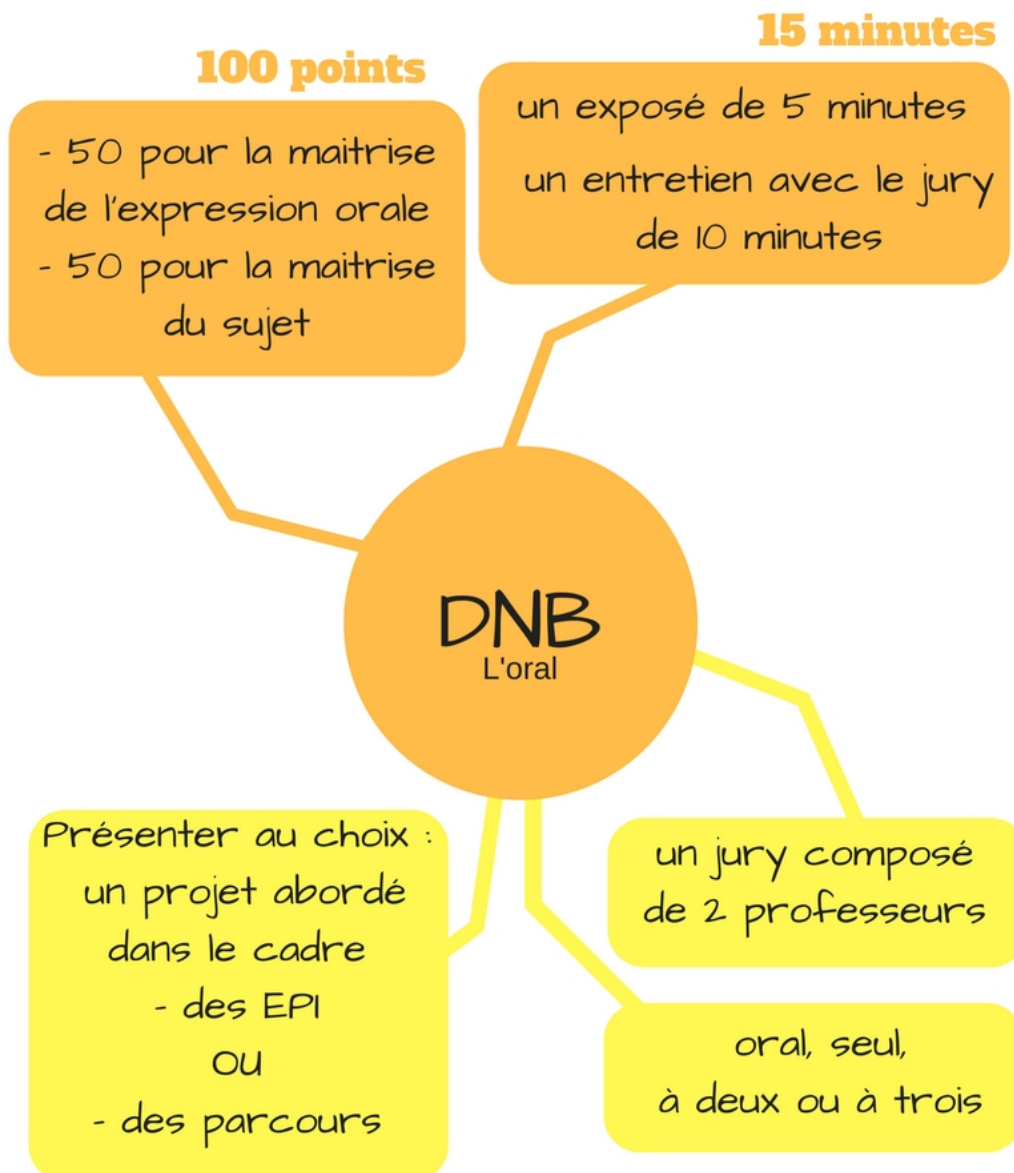 100 points
- 50 pour la maitrise
de l'expression orale
- 50 pour la maitrise
du sujet
15 minutes
un exposé de 5 minutes
un entretien avec le jury
de 10 minutes
DNB
L'oral
Présenter au choix :
un projet abordé
dans le cadre
- des EPI
OU
- des parcours
un jury composé
de 2 professeurs
oral, seul,
à deux ou à trois